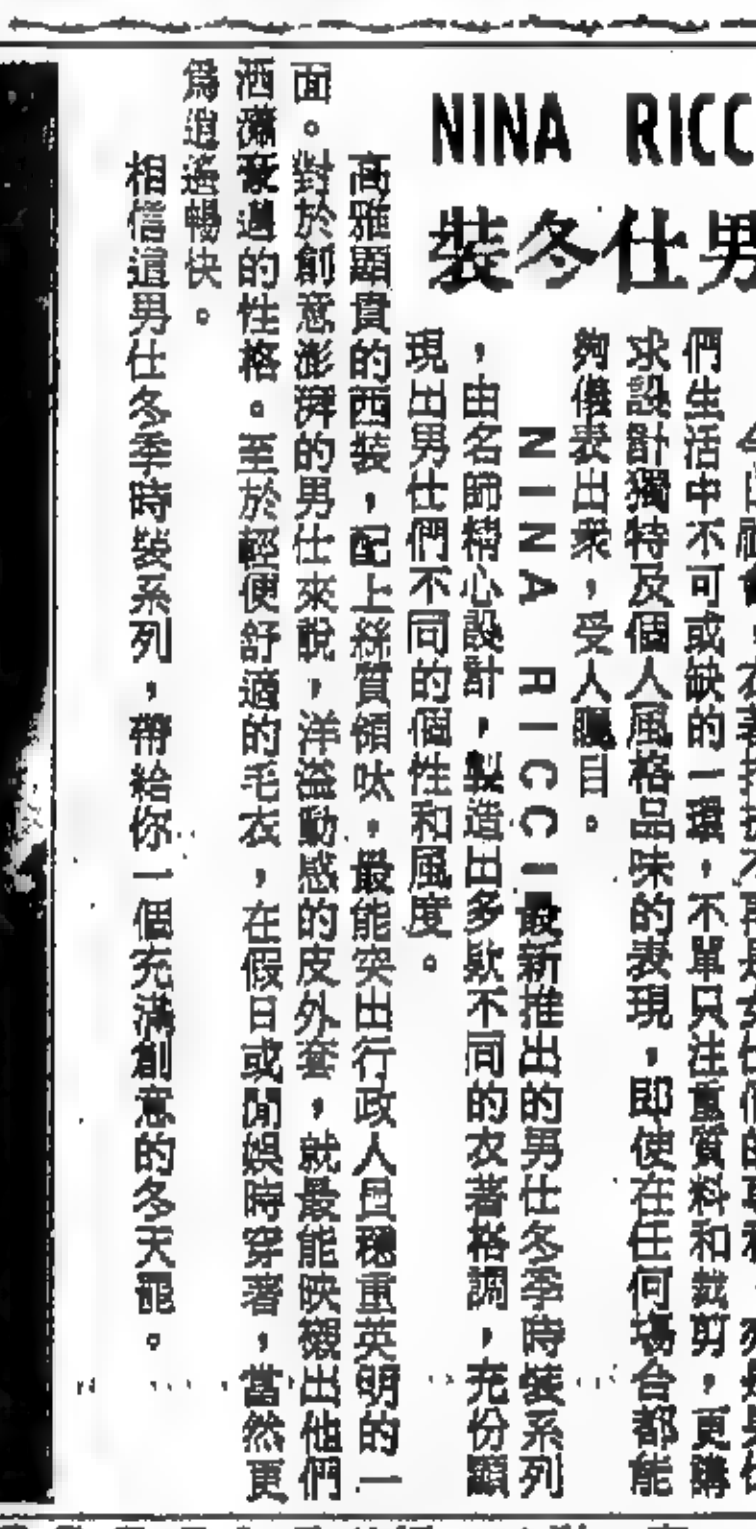 NINA RICC
裝冬仕男
們生活中不可或缺的一環，不單只注重質料和裁剪，更講
求設計獨特及個人風格品味的表現，即使在任何場合都能
夠儀表出衆，受人矚目。
NINA RICCI最新推出的男仕冬季時裝系列
，由名師精心設計，製造出多款不同的衣著格調，充份顯
現出男仕們不同的個性和風度。
高雅顯貴的西裝，配上絲質領呔，最能突出行政人員穩重英明的一
面。對於創意澎湃的男仕來說，洋溢動感的皮外套，就最能映襯出他們
洒灑豪邁的性格。至於輕便舒適的毛衣，在假日或閒娛時穿著，當然更
爲逍遙暢快。
相信這男仕冬季時裝系列，帶給你一個充滿創意的冬天罷。